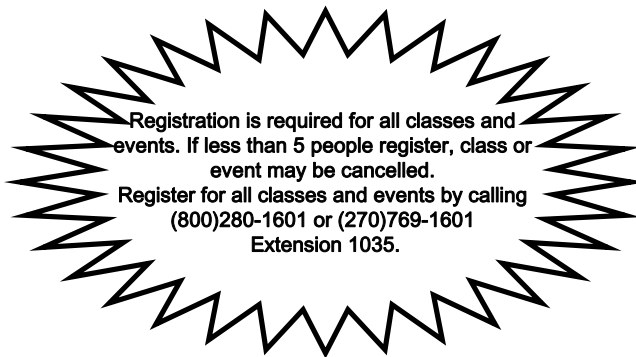 Registration is required for all classes and
events. If less than 5 people register, class or
event may be cancelled.
Register for all classes and events by calling
(800)280-1601 or (270)769-1601
Extension 1035.